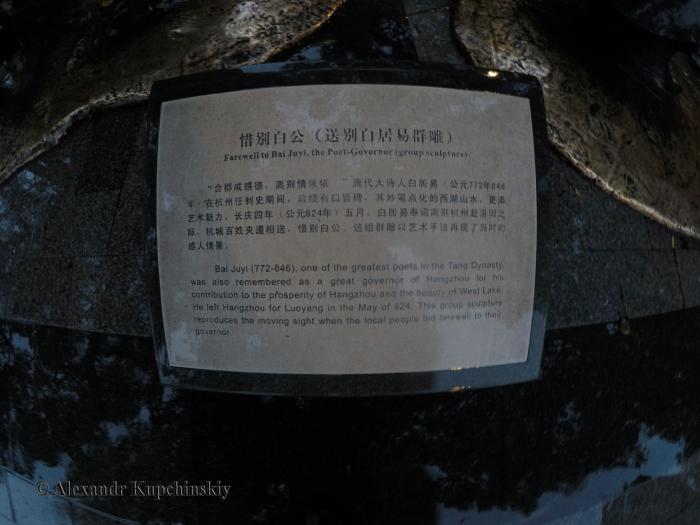 惜别白公（送别白居易群雕）
Farewell to Bai Juyi, the Poet-Governor (group sculpture)
“合郡咸感德，离别情依依。”唐代大诗人白居易（公元772年846
年）在杭州任刺史期间，政绩有口皆碑，其妙笔点化的西湖山水，更添
艺术魅力。长庆四年（公元824年）五月，白居易奉诏离别杭州赴洛阳之
际，杭城百姓夹道相送，惜别白公。这组群雕以艺术手法再现了当时的
感人情景。
Bai Juyi (772-846), one of the greatest poets in the Tang Dynasty,
was also remembered as a great governor of Hangzhou for his
contribution to the prosperity of Hangzhou and the beauty of West Lake.
He left Hangzhou for Luoyang in the May of 824. This group sculpture
reproduces the moving sight when the local people bid farewell to their
governor.
© Alexandr Kupchinskiy